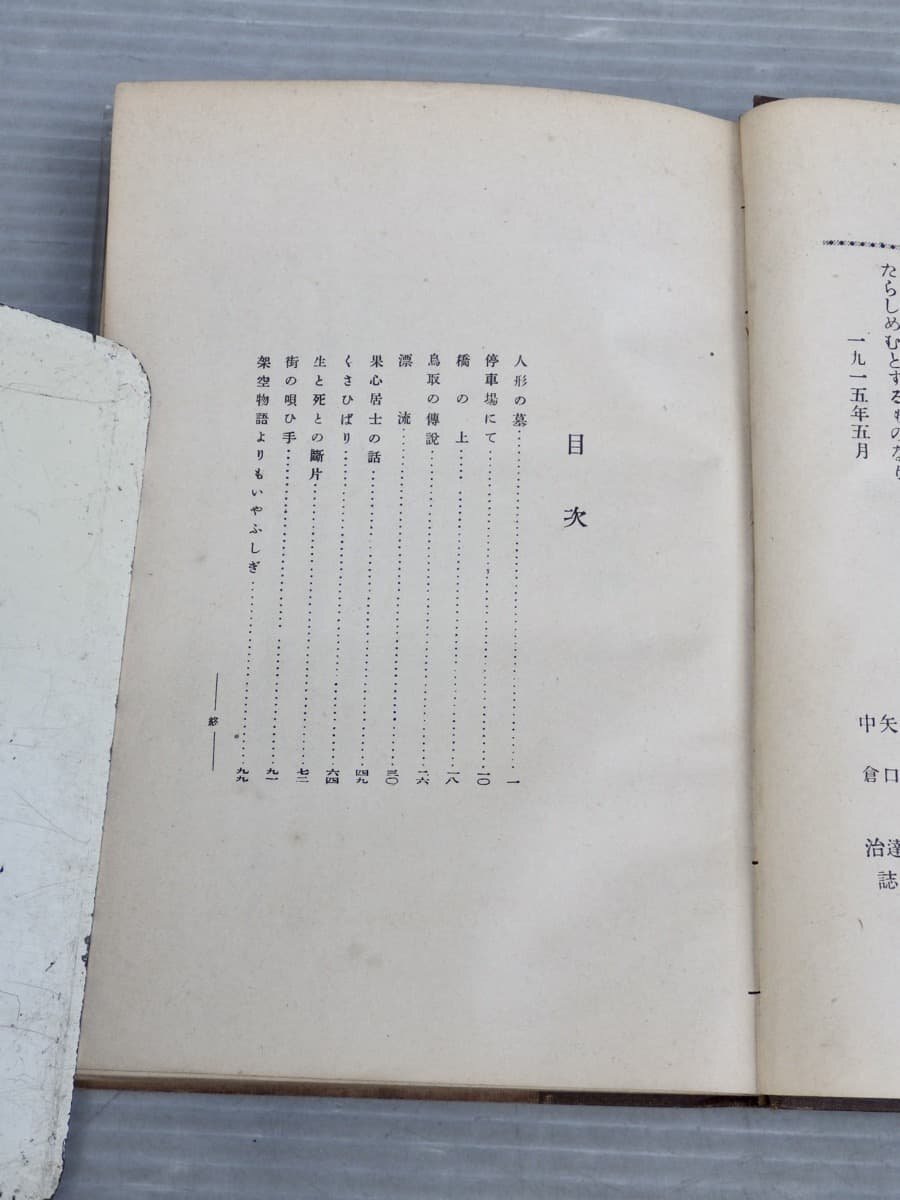 たらしめむとするものなり
一九一五年五月
矢口達
中倉治誌
目次
人形の墓…………一
停車場にて…………一〇
橋の上…………一八
鳥取の傳說…………二六
漂流…………三〇
果心居士の話…………四九
くさひばり…………六四
生と死との斷片…………七二
街の唄ひ手…………九一
架空物語よりもいやふしぎ…………九九
―終―